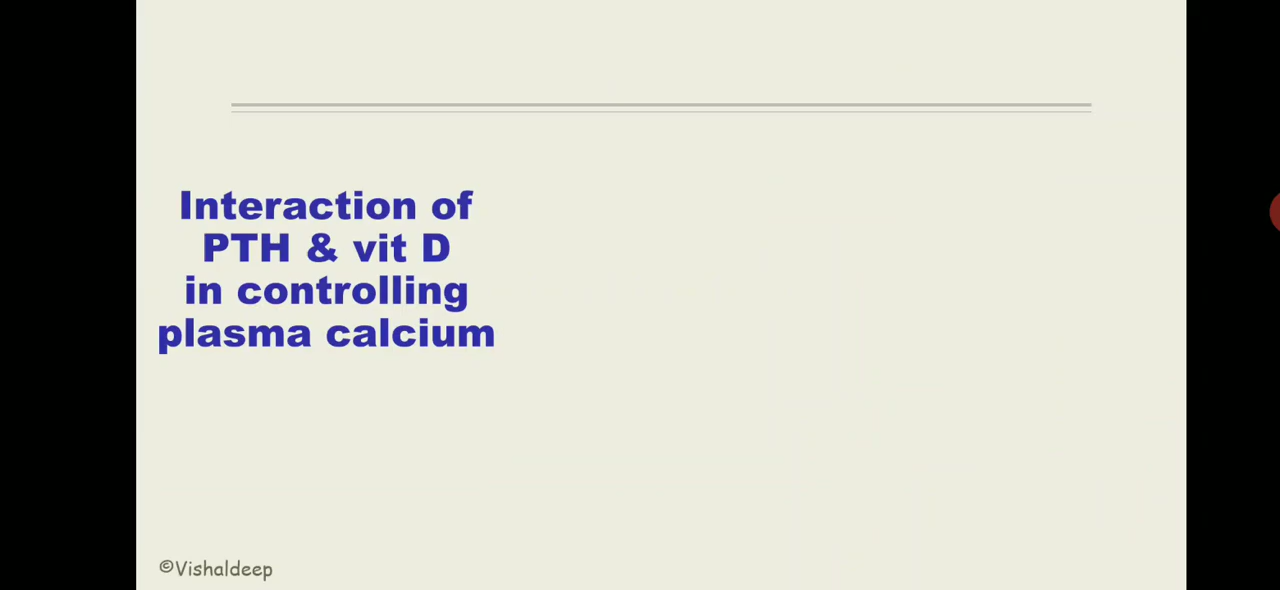 Interaction of
PTH & vit D
in controlling
plasma calcium
©Vishaldeep